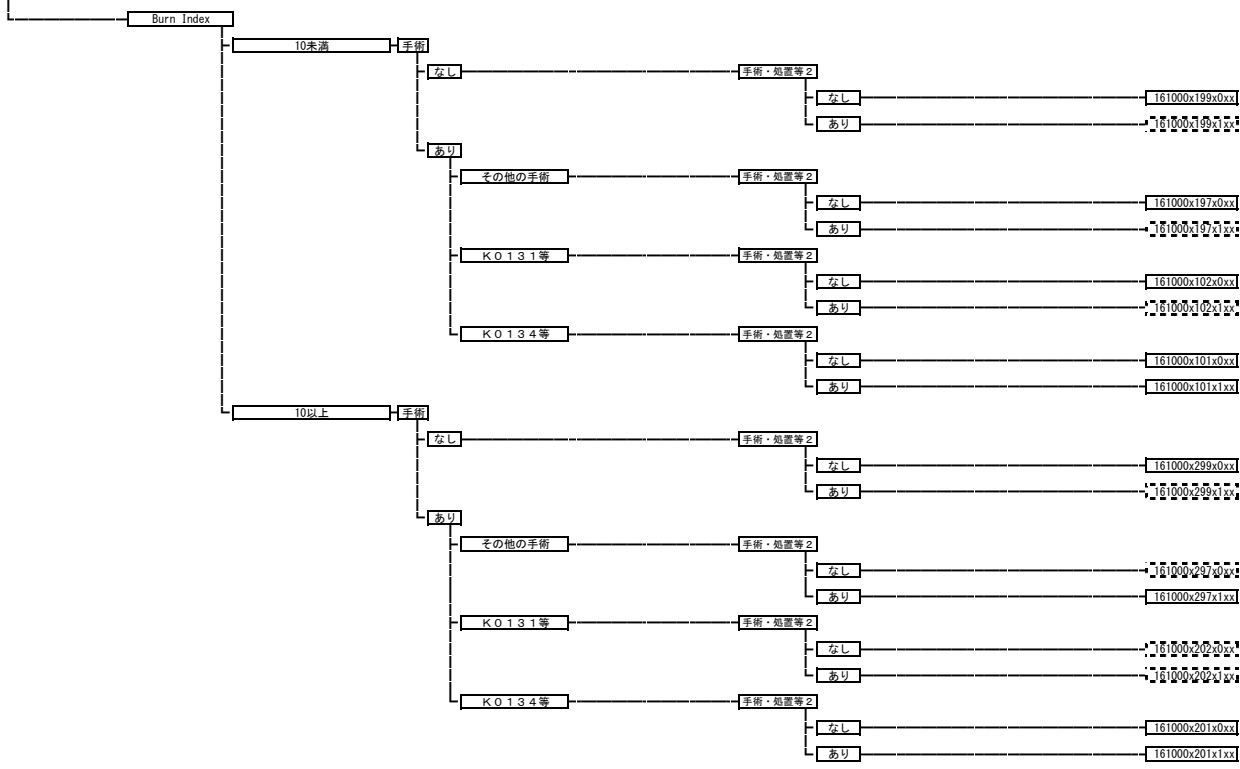 Burn Index
10未満 手術
なし 手術・処置等2
なし 161000x199x0xx
あり 161000x199x1xx
あり
その他の手術 手術・処置等2
なし 161000x197x0xx
あり 161000x197x1xx
K0131等 手術・処置等2
なし 161000x102x0xx
あり 161000x102x1xx
K0134等 手術・処置等2
なし 161000x101x0xx
あり 161000x101x1xx
10以上 手術
なし 手術・処置等2
なし 161000x299x0xx
あり 161000x299x1xx
あり
その他の手術 手術・処置等2
なし 161000x297x0xx
あり 161000x297x1xx
K0131等 手術・処置等2
なし 161000x202x0xx
あり 161000x202x1xx
K0134等 手術・処置等2
なし 161000x201x0xx
あり 161000x201x1xx